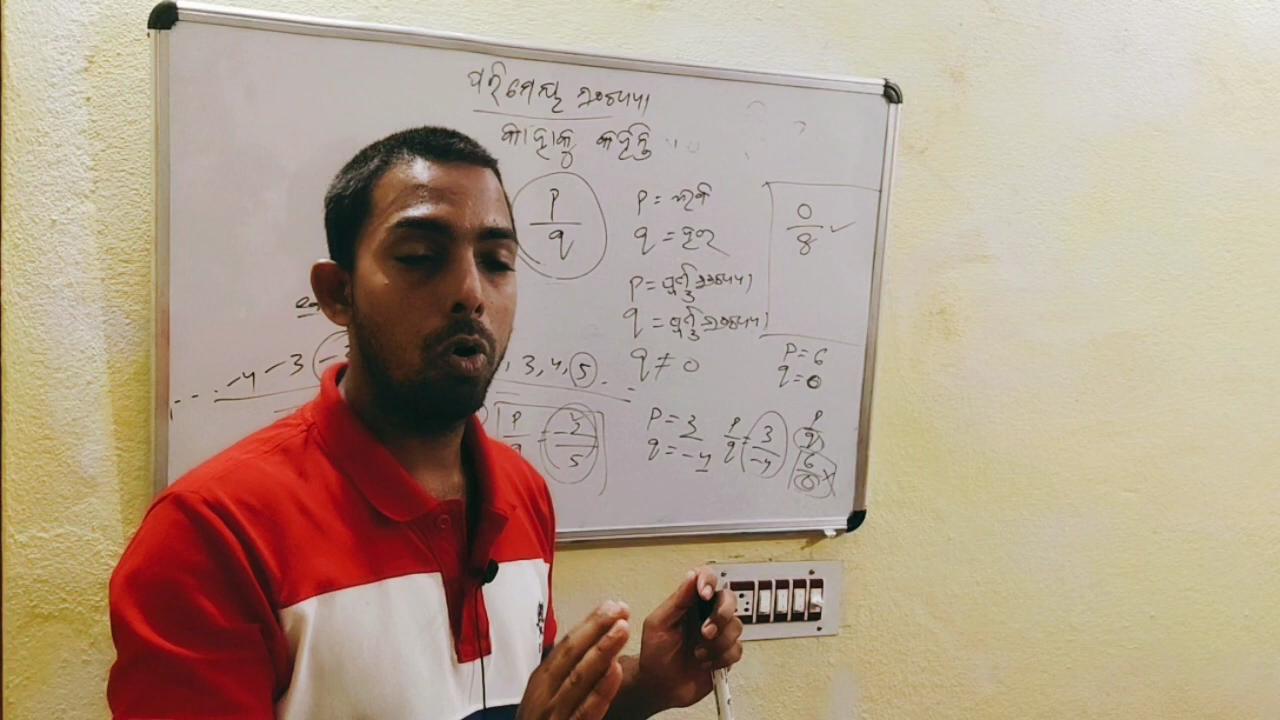 ପରିମେୟ ସଂଖ୍ୟା
କାହାକୁ କହନ୍ତି
p/q
p = ଲବ
q = ହର
0/8 ✓
p = ପୂର୍ଣ୍ଣ ସଂଖ୍ୟା
q = ପୂର୍ଣ୍ଣ ସଂଖ୍ୟା
q ≠ 0
p = 6
q = 0
... -4 -3
, 3, 4, 5 . -
p = 3
q = -4
p/q = 3/-4
p/q
6/0 ×